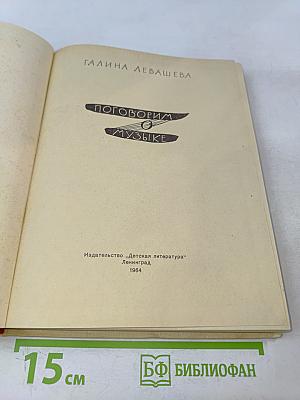 ГАЛИНА ЛЕВАШЕВА
ПОГОВОРИМ
О
МУЗЫКЕ
Издательство „Детская литература"
Ленинград
1964
15 см
БФ БИБЛИОФАН